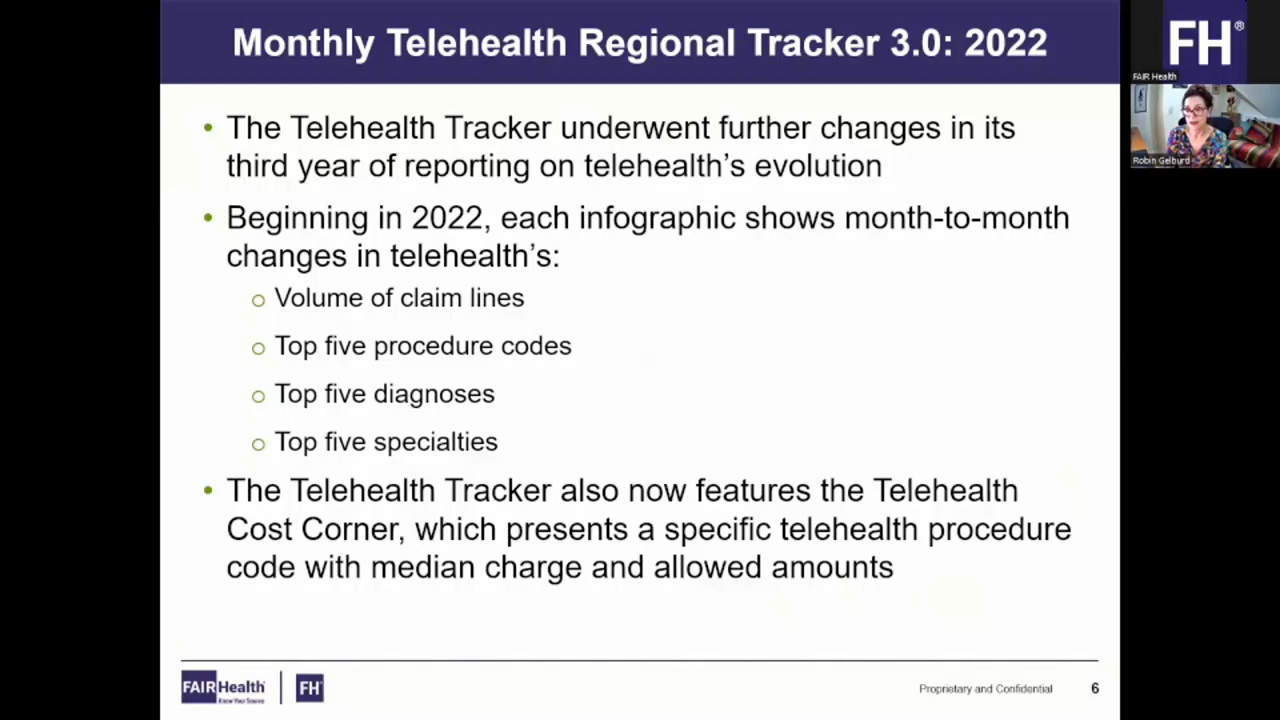 Monthly Telehealth Regional Tracker 3.0: 2022
• The Telehealth Tracker underwent further changes in its
third year of reporting on telehealth's evolution
• Beginning in 2022, each infographic shows month-to-month
changes in telehealth's:
o Volume of claim lines
o Top five procedure codes
o Top five diagnoses
o Top five specialties
• The Telehealth Tracker also now features the Telehealth
Cost Corner, which presents a specific telehealth procedure
code with median charge and allowed amounts
FAIR Health
Know Your Source
FH
Proprietary and Confidential
6
FH®
FAIR Health
Robin Gelburd